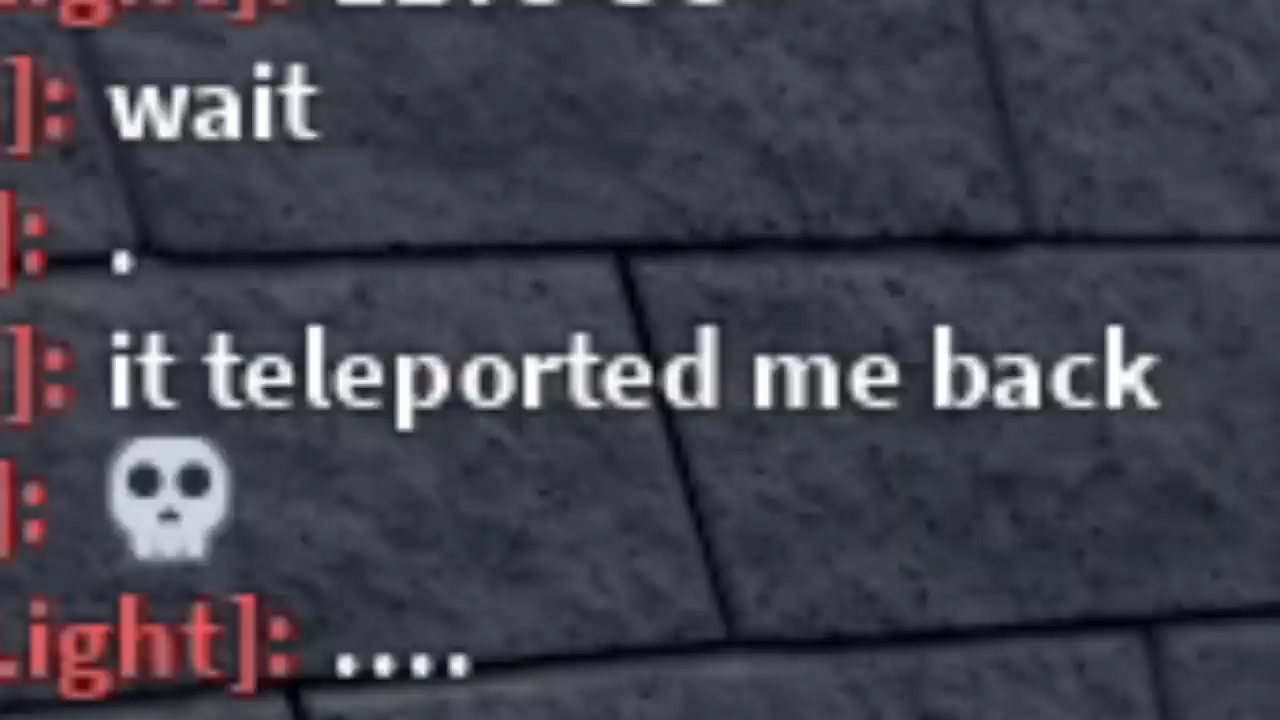 ]: wait
]: .
]: it teleported me back
]: 💀
Light]: ....